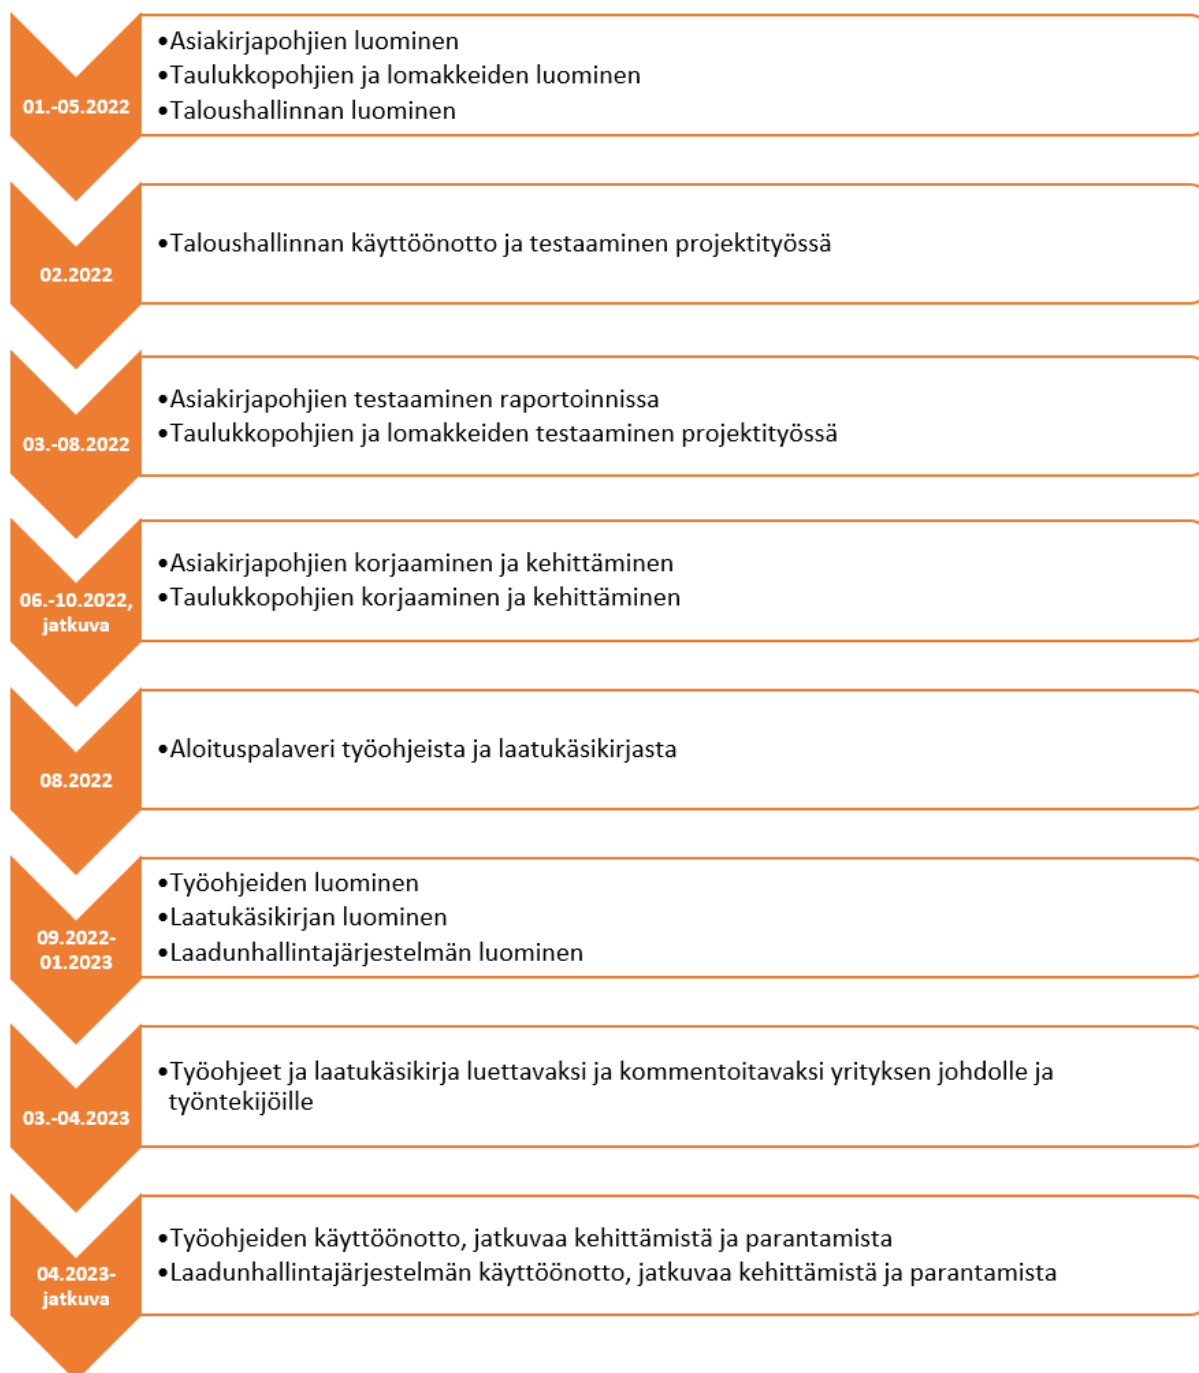 01.-05.2022
•Asiakirjapohjien luominen
•Taulukkopohjien ja lomakkeiden luominen
•Taloushallinnan luominen
02.2022
•Taloushallinnan käyttöönotto ja testaaminen projektityössä
03.-08.2022
•Asiakirjapohjien testaaminen raportoinnissa
•Taulukkopohjien ja lomakkeiden testaaminen projektityössä
06.-10.2022,
jatkuva
•Asiakirjapohjien korjaaminen ja kehittäminen
•Taulukkopohjien korjaaminen ja kehittäminen
08.2022
•Aloituspalaveri työohjeista ja laatukäsikirjasta
09.2022-
01.2023
•Työohjeiden luominen
•Laatukäsikirjan luominen
•Laadunhallintajärjestelmän luominen
03.-04.2023
•Työohjeet ja laatukäsikirja luettavaksi ja kommentoitavaksi yrityksen johdolle ja
työntekijöille
04.2023-
jatkuva
•Työohjeiden käyttöönotto, jatkuvaa kehittämistä ja parantamista
•Laadunhallintajärjestelmän käyttöönotto, jatkuvaa kehittämistä ja parantamista